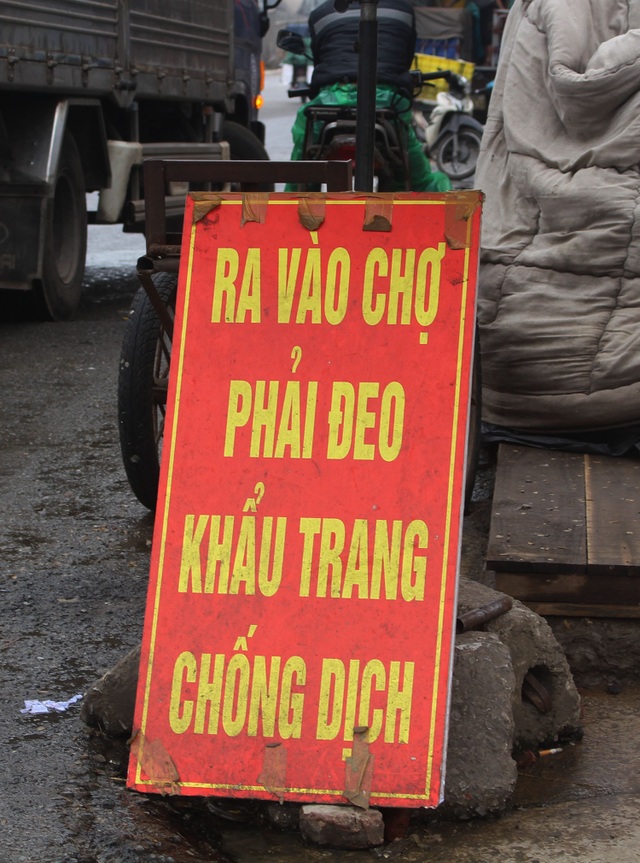 RA VÀO CHỢ
PHẢI ĐEO
KHẨU TRANG
CHỐNG DỊCH